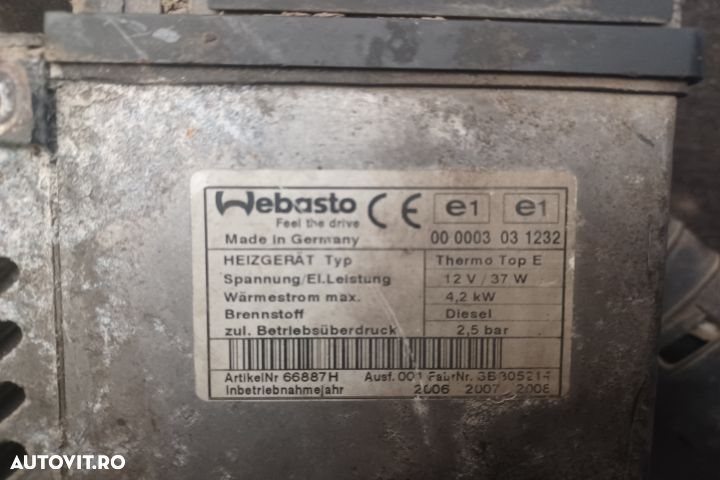 Webasto
Feel the drive
CE e1 e1
Made in Germany 00 0003 03 1232
HEIZGERÄT Typ Thermo Top E
Spannung/El.Leistung 12 V / 37 W
Wärmestrom max. 4,2 kW
Brennstoff Diesel
zul. Betriebsüberdruck 2,5 bar
ArtikelNr 66887H Ausf. 001 FabrNr.
Inbetriebnahmejahr 2006 2007 2008
AUTOVIT.RO